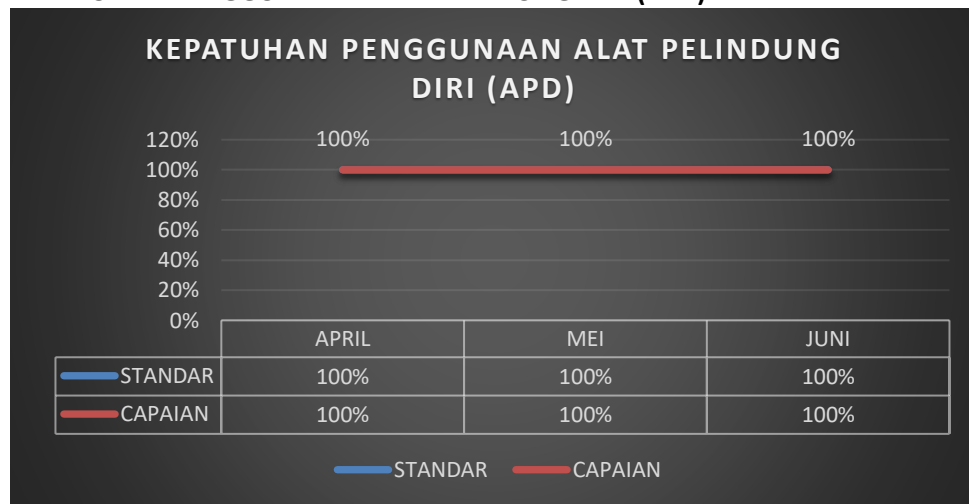 KEPATUHAN PENGGUNAAN ALAT PELINDUNG
DIRI (APD)
120%
100%
80%
60%
40%
20%
0%
100% 100% 100%
APRIL MEI JUNI
STANDAR 100% 100% 100%
CAPAIAN 100% 100% 100%
STANDAR CAPAIAN